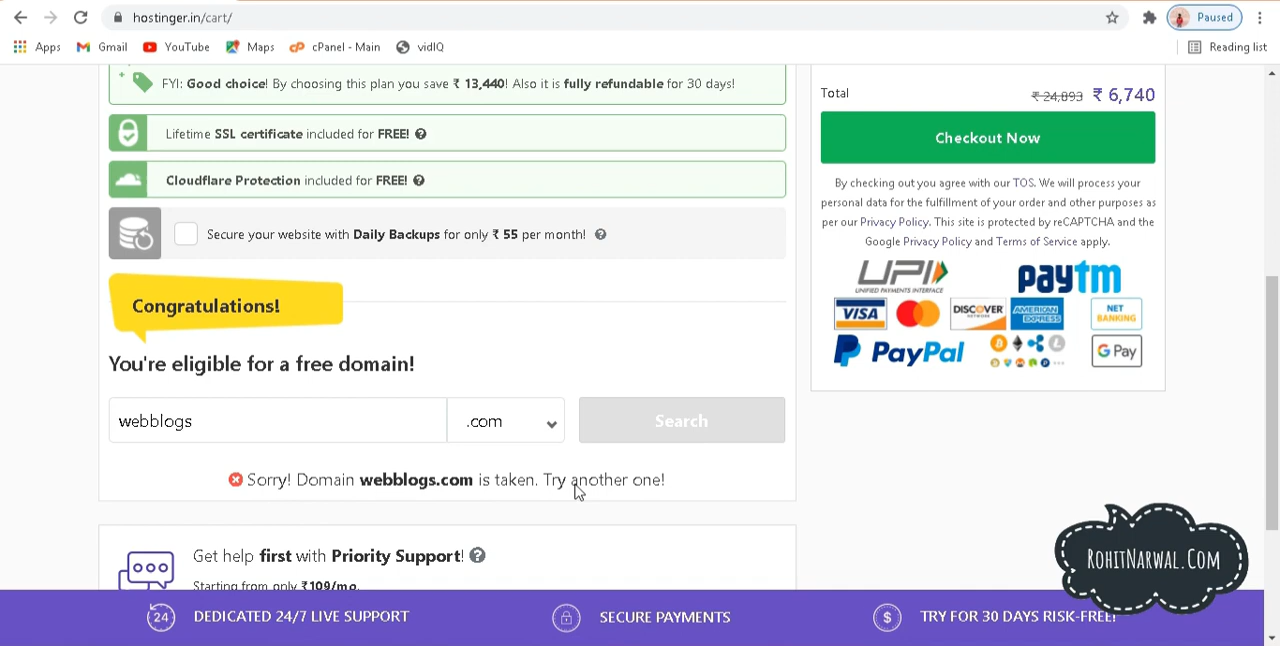 hostinger.in/cart/
Paused
Apps
Gmail
YouTube
Maps
cPanel - Main
vidIQ
Reading list
FYI: Good choice! By choosing this plan you save ₹ 13,440! Also it is fully refundable for 30 days!
Lifetime SSL certificate included for FREE!
Cloudflare Protection included for FREE!
Secure your website with Daily Backups for only ₹ 55 per month!
Congratulations!
You're eligible for a free domain!
webblogs
.com
Search
Sorry! Domain webblogs.com is taken. Try another one!
Get help first with Priority Support!
Starting from only ₹109/mo.
Total
₹ 24,893 ₹ 6,740
Checkout Now
By checking out you agree with our TOS. We will process your
personal data for the fulfillment of your order and other purposes as
per our Privacy Policy. This site is protected by reCAPTCHA and the
Google Privacy Policy and Terms of Service apply.
UPI
UNIFIED PAYMENTS INTERFACE
paytm
VISA
DISCOVER
NETWORK
AMERICAN
EXPRESS
NET
BANKING
PayPal
G Pay
ROHITNARWAL.COM
24
DEDICATED 24/7 LIVE SUPPORT
SECURE PAYMENTS
$
TRY FOR 30 DAYS RISK-FREE!